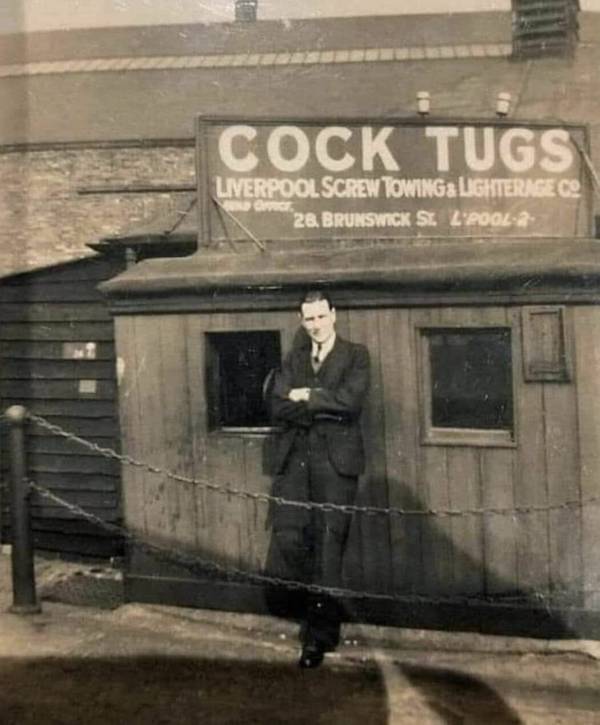 COCK TUGS
LIVERPOOL SCREW TOWING & LIGHTERAGE CO
HEAD OFFICE
28. BRUNSWICK ST. L'POOL-2-